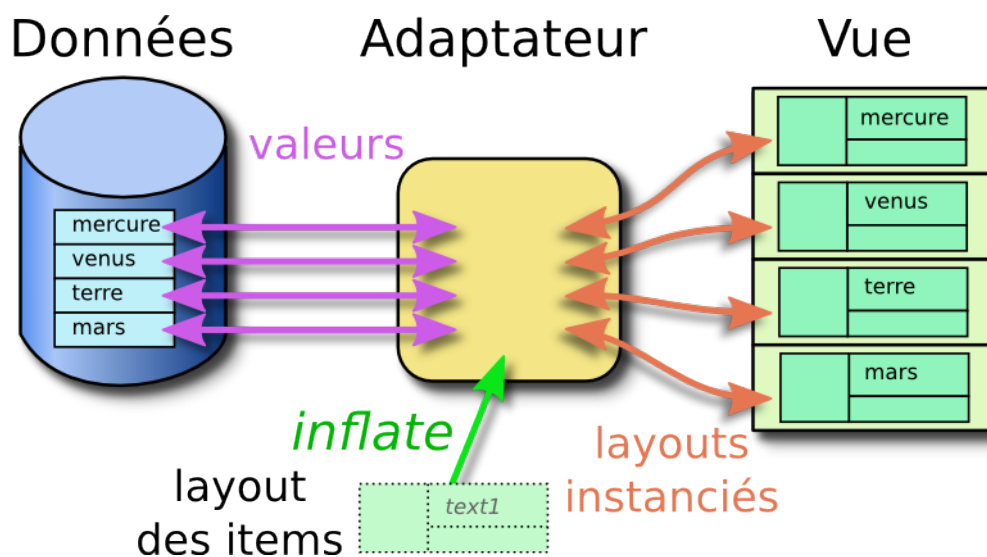 Données
Adaptateur
Vue
valeurs
mercure
venus
terre
mars
mercure
venus
terre
mars
inflate
layout
des items
text1
layouts
instanciés